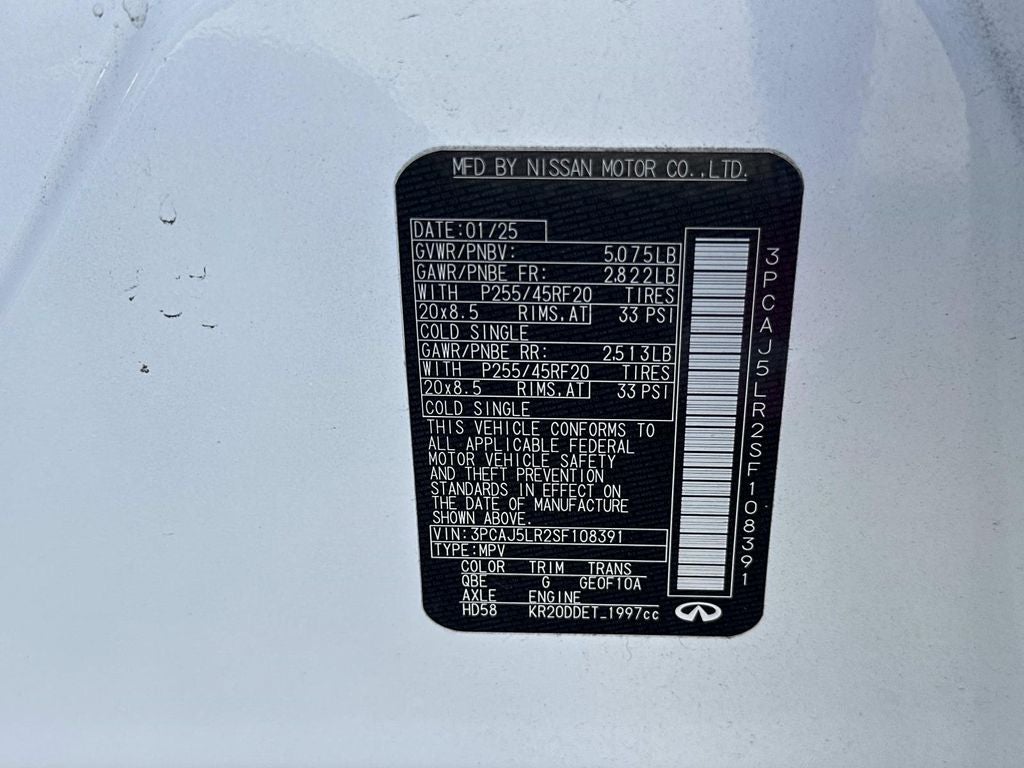 MFD BY NISSAN MOTOR CO.,LTD.
DATE:01/25
GVWR/PNBV: 5,075LB
GAWR/PNBE FR: 2,822LB
WITH P255/45RF20 TIRES
20x8.5 RIMS,AT 33 PSI
COLD SINGLE
GAWR/PNBE RR: 2,513LB
WITH P255/45RF20 TIRES
20x8.5 RIMS,AT 33 PSI
COLD SINGLE
THIS VEHICLE CONFORMS TO
ALL APPLICABLE FEDERAL
MOTOR VEHICLE SAFETY
AND THEFT PREVENTION
STANDARDS IN EFFECT ON
THE DATE OF MANUFACTURE
SHOWN ABOVE.
VIN:3PCAJ5LR2SF108391
TYPE:MPV
COLOR TRIM TRANS
QBE G GE0F10A
AXLE ENGINE
HD58 KR20DDET_1997cc
3PCAJ5LR2SF108391